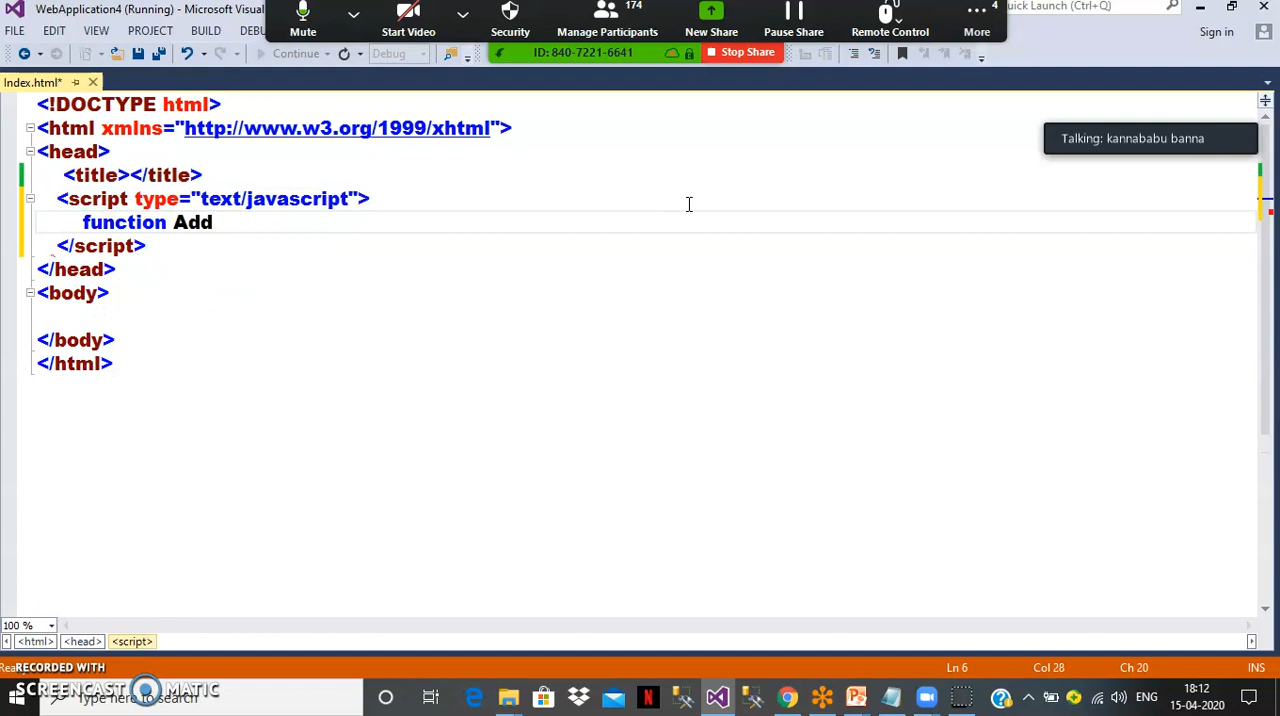 WebApplication4 (Running) - Microsoft Visual
Quick Launch (Ctrl+Q)
FILE EDIT VIEW PROJECT BUILD DEBU
Sign in
Mute Start Video Security Manage Participants 174 New Share Pause Share Remote Control More 4
Continue Debug
ID: 840-7221-6641 Stop Share
Index.html*
<!DOCTYPE html>
<html xmlns="http://www.w3.org/1999/xhtml">
Talking: kannababu banna
<head>
<title></title>
<script type="text/javascript">
function Add
</script>
</head>
<body>
</body>
</html>
100 %
<html> <head> <script>
RECORDED WITH
Ln 6 Col 28 Ch 20 INS
SCREENCAST MATIC
Type here to search
ENG
18:12
15-04-2020